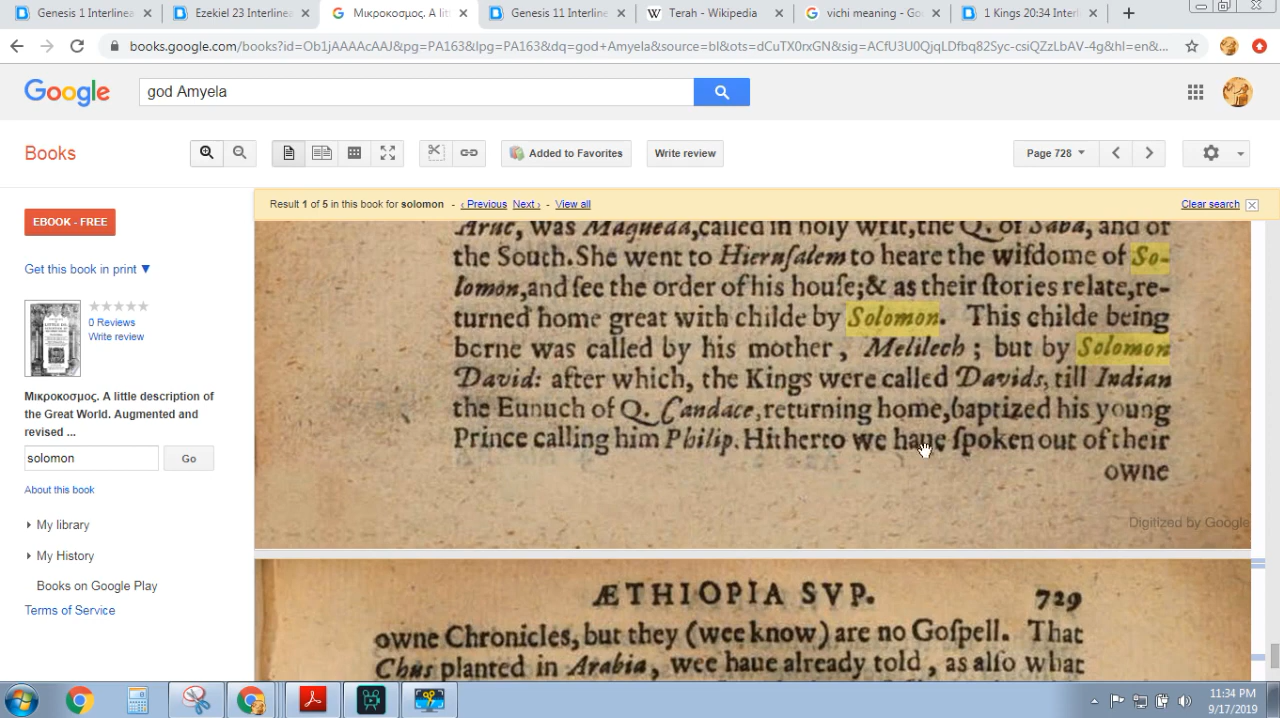 Genesis 1 Interline
Ezekiel 23 Interlinea
Μικροκοσμος. A lit
Genesis 11 Interline
Terah - Wikipedia
vichi meaning - Goo
1 Kings 20:34 Interl
books.google.com/books?id=Ob1jAAAAcAAJ&pg=PA163&lpg=PA163&dq=god+Amyela&source=bl&ots=dCuTX0rxGN&sig=ACfU3U0QjqLDfbq82Syc-csiQZzLbAV-4g&hl=en&...
Google
god Amyela
Books
Added to Favorites
Write review
Page 728
Result 1 of 5 in this book for solomon - ‹ Previous Next › - View all
Clear search
EBOOK - FREE
Get this book in print ▼
0 Reviews
Write review
Μικροκοσμος. A little description of
the Great World. Augmented and
revised ...
solomon
Go
About this book
My library
My History
Books on Google Play
Terms of Service
Aruc, was Maqueda,called in holy writ,the Q. of Saba, and of
the South.She went to Hieruſalem to heare the wiſdome of So-
lomon,and ſee the order of his houſe;& as their ſtories relate,re-
turned home great with childe by Solomon. This childe being
borne was called by his mother, Melilech; but by Solomon
David: after which, the Kings were called Davids, till Indian
the Eunuch of Q. Candace,returning home,baptized his young
Prince calling him Philip. Hitherto we haue ſpoken out of their
owne
Digitized by Google
ÆTHIOPIA SVP. 729
owne Chronicles, but they (wee know) are no Goſpell. That
Chus planted in Arabia, wee haue already told, as alſo what
11:34 PM
9/17/2019